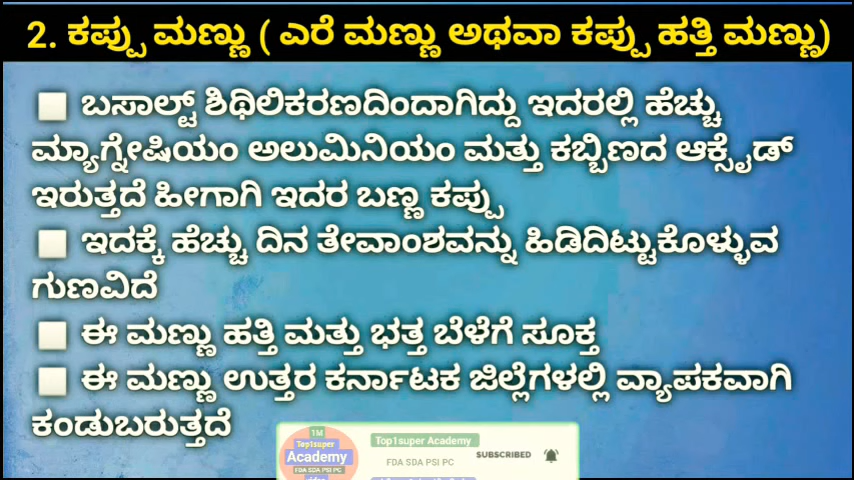 2. ಕಪ್ಪು ಮಣ್ಣು ( ಎರೆ ಮಣ್ಣು ಅಥವಾ ಕಪ್ಪು ಹತ್ತಿ ಮಣ್ಣು)
ಬಸಾಲ್ಟ್ ಶಿಥಿಲಿಕರಣದಿಂದಾಗಿದ್ದು ಇದರಲ್ಲಿ ಹೆಚ್ಚು
ಮ್ಯಾಗ್ನೇಷಿಯಂ ಅಲುಮಿನಿಯಂ ಮತ್ತು ಕಬ್ಬಿಣದ ಆಕ್ಸೈಡ್
ಇರುತ್ತದೆ ಹೀಗಾಗಿ ಇದರ ಬಣ್ಣ ಕಪ್ಪು
ಇದಕ್ಕೆ ಹೆಚ್ಚು ದಿನ ತೇವಾಂಶವನ್ನು ಹಿಡಿದಿಟ್ಟುಕೊಳ್ಳುವ
ಗುಣವಿದೆ
ಈ ಮಣ್ಣು ಹತ್ತಿ ಮತ್ತು ಭತ್ತ ಬೆಳೆಗೆ ಸೂಕ್ತ
ಈ ಮಣ್ಣು ಉತ್ತರ ಕರ್ನಾಟಕ ಜಿಲ್ಲೆಗಳಲ್ಲಿ ವ್ಯಾಪಕವಾಗಿ
ಕಂಡುಬರುತ್ತದೆ
1M
Top1super
Academy
FDA SDA PSI PC
Top1super Academy
FDA SDA PSI PC
SUBSCRIBED